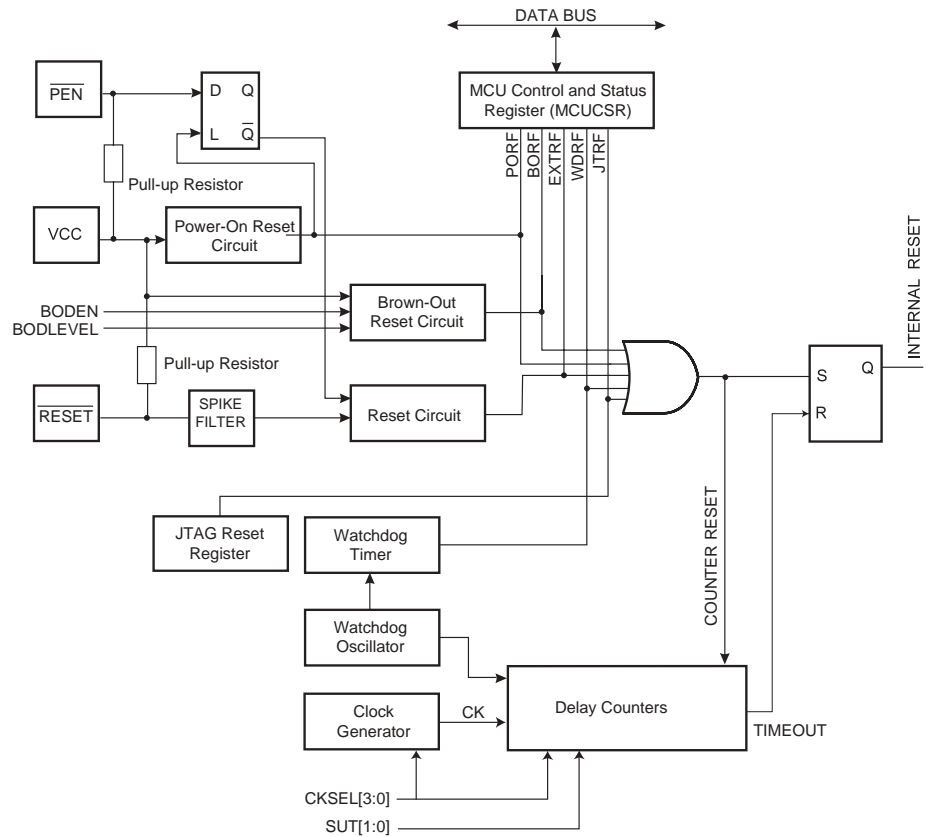 DATA BUS
PEN
D Q
L Q
MCU Control and Status
Register (MCUCSR)
PORF
BORF
EXTRF
WDRF
JTRF
Pull-up Resistor
VCC
Power-On Reset
Circuit
BODEN
BODLEVEL
Brown-Out
Reset Circuit
Pull-up Resistor
RESET
SPIKE
FILTER
Reset Circuit
S Q
R
INTERNAL RESET
JTAG Reset
Register
Watchdog
Timer
COUNTER RESET
Watchdog
Oscillator
Clock
Generator
CK
Delay Counters
TIMEOUT
CKSEL[3:0]
SUT[1:0]